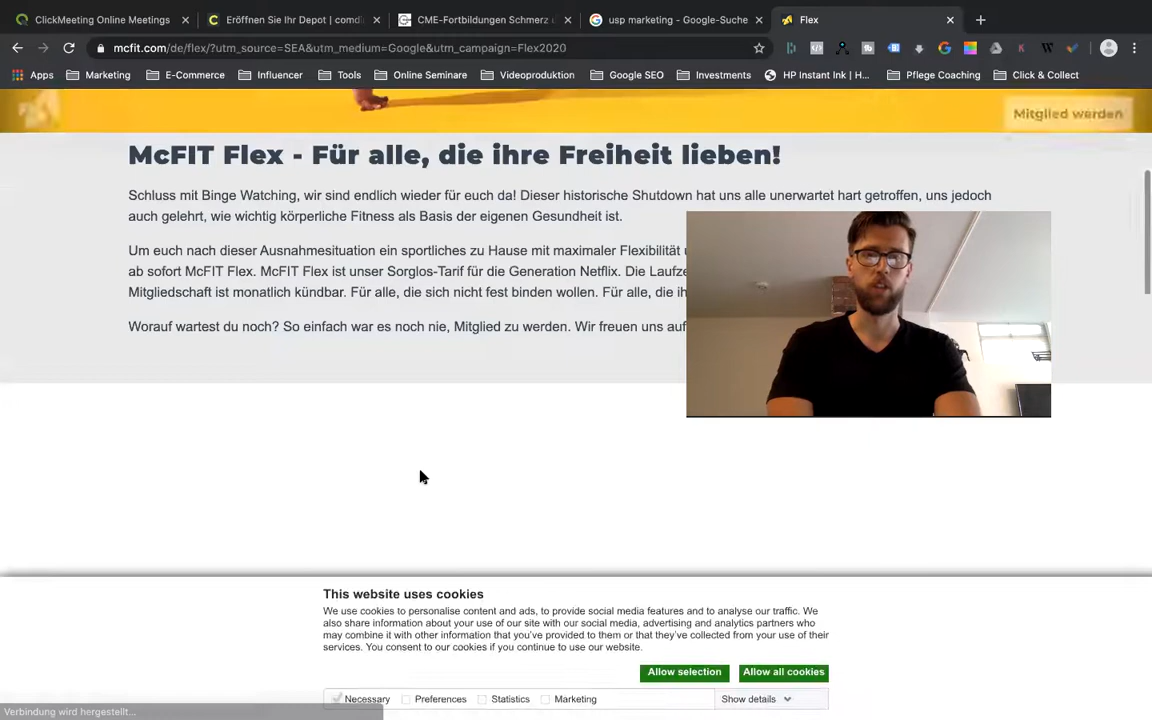 ClickMeeting Online Meetings
Eröffnen Sie Ihr Depot | comdi
CME-Fortbildungen Schmerz
usp marketing - Google-Suche
Flex
mcfit.com/de/flex/?utm_source=SEA&utm_medium=Google&utm_campaign=Flex2020
Apps
Marketing
E-Commerce
Influencer
Tools
Online Seminare
Videoproduktion
Google SEO
Investments
HP Instant Ink | H...
Pflege Coaching
Click & Collect
Mitglied werden
McFIT Flex - Für alle, die ihre Freiheit lieben!
Schluss mit Binge Watching, wir sind endlich wieder für euch da! Dieser historische Shutdown hat uns alle unerwartet hart getroffen, uns jedoch
auch gelehrt, wie wichtig körperliche Fitness als Basis der eigenen Gesundheit ist.
Um euch nach dieser Ausnahmesituation ein sportliches zu Hause mit maximaler Flexibilität
ab sofort McFIT Flex. McFIT Flex ist unser Sorglos-Tarif für die Generation Netflix. Die Laufze
Mitgliedschaft ist monatlich kündbar. Für alle, die sich nicht fest binden wollen. Für alle, die ih
Worauf wartest du noch? So einfach war es noch nie, Mitglied zu werden. Wir freuen uns auf
This website uses cookies
We use cookies to personalise content and ads, to provide social media features and to analyse our traffic. We
also share information about your use of our site with our social media, advertising and analytics partners who
may combine it with other information that you've provided to them or that they've collected from your use of their
services. You consent to our cookies if you continue to use our website.
Allow selection
Allow all cookies
Necessary
Preferences
Statistics
Marketing
Show details
Verbindung wird hergestellt...